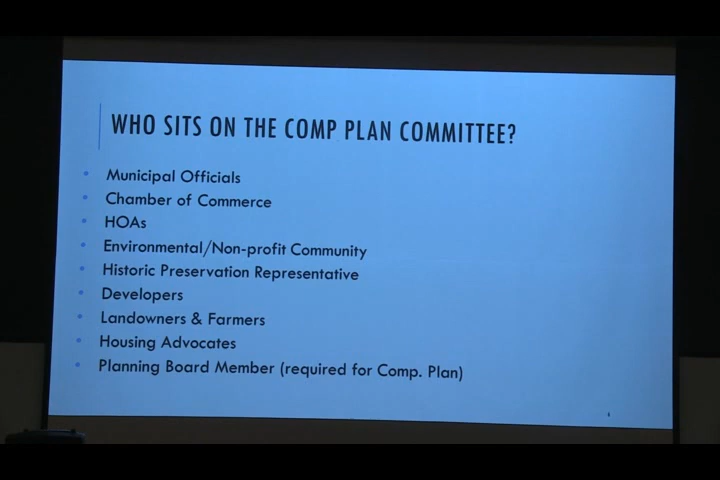 WHO SITS ON THE COMP PLAN COMMITTEE?
Municipal Officials
Chamber of Commerce
HOAs
Environmental/Non-profit Community
Historic Preservation Representative
Developers
Landowners & Farmers
Housing Advocates
Planning Board Member (required for Comp. Plan)